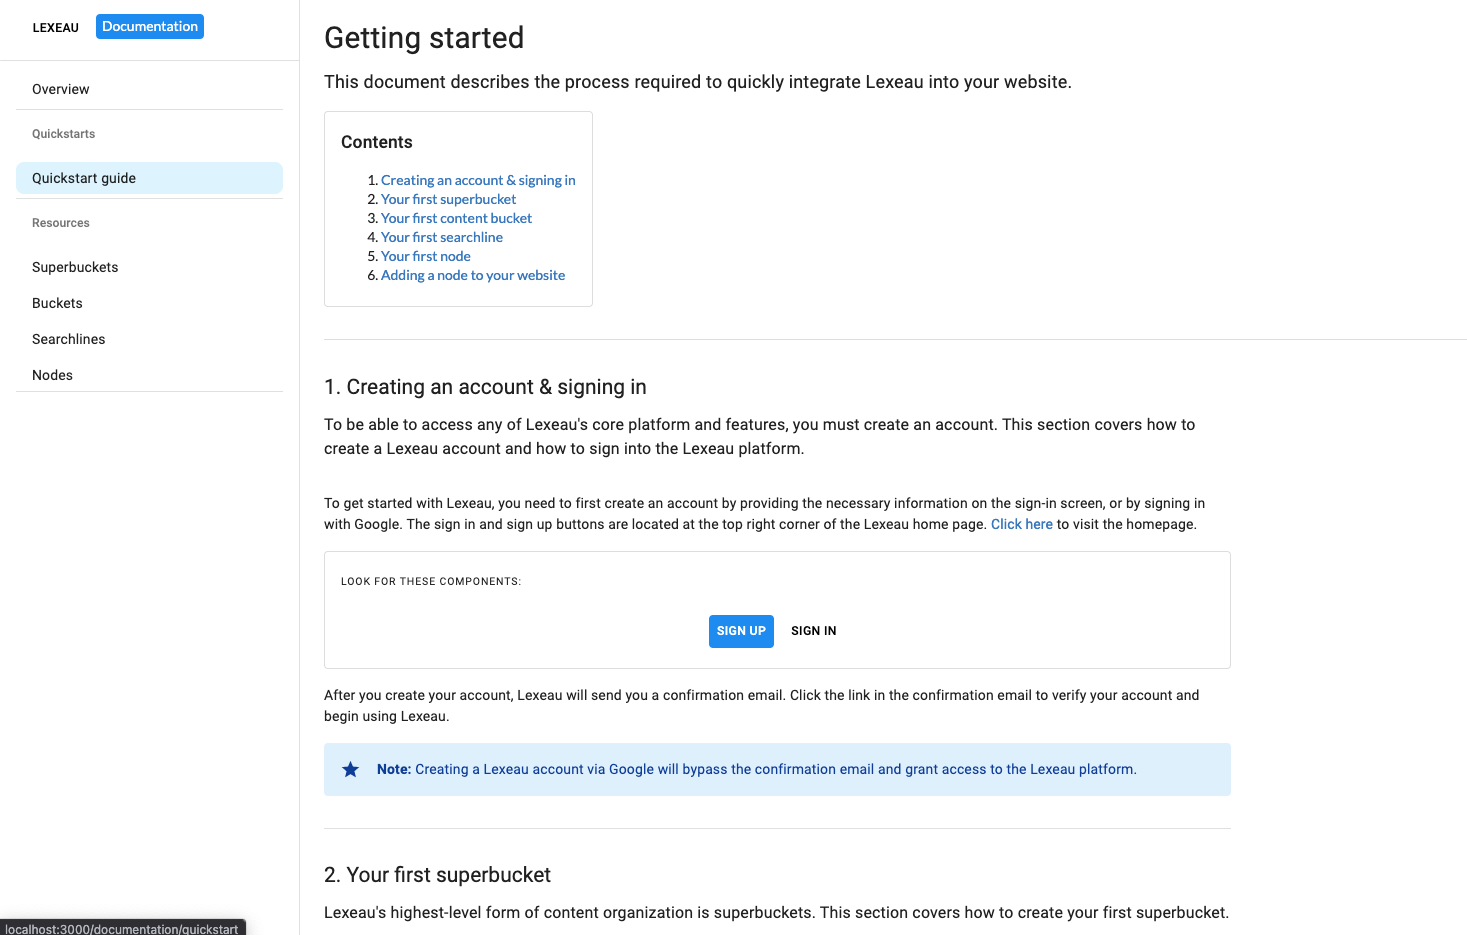 LEXEAU Documentation
Overview
Quickstarts
Quickstart guide
Resources
Superbuckets
Buckets
Searchlines
Nodes
Getting started
This document describes the process required to quickly integrate Lexeau into your website.
Contents
1. Creating an account & signing in
2. Your first superbucket
3. Your first content bucket
4. Your first searchline
5. Your first node
6. Adding a node to your website
1. Creating an account & signing in
To be able to access any of Lexeau's core platform and features, you must create an account. This section covers how to
create a Lexeau account and how to sign into the Lexeau platform.
To get started with Lexeau, you need to first create an account by providing the necessary information on the sign-in screen, or by signing in
with Google. The sign in and sign up buttons are located at the top right corner of the Lexeau home page. Click here to visit the homepage.
LOOK FOR THESE COMPONENTS:
SIGN UP SIGN IN
After you create your account, Lexeau will send you a confirmation email. Click the link in the confirmation email to verify your account and
begin using Lexeau.
Note: Creating a Lexeau account via Google will bypass the confirmation email and grant access to the Lexeau platform.
2. Your first superbucket
Lexeau's highest-level form of content organization is superbuckets. This section covers how to create your first superbucket.
localhost:3000/documentation/quickstart